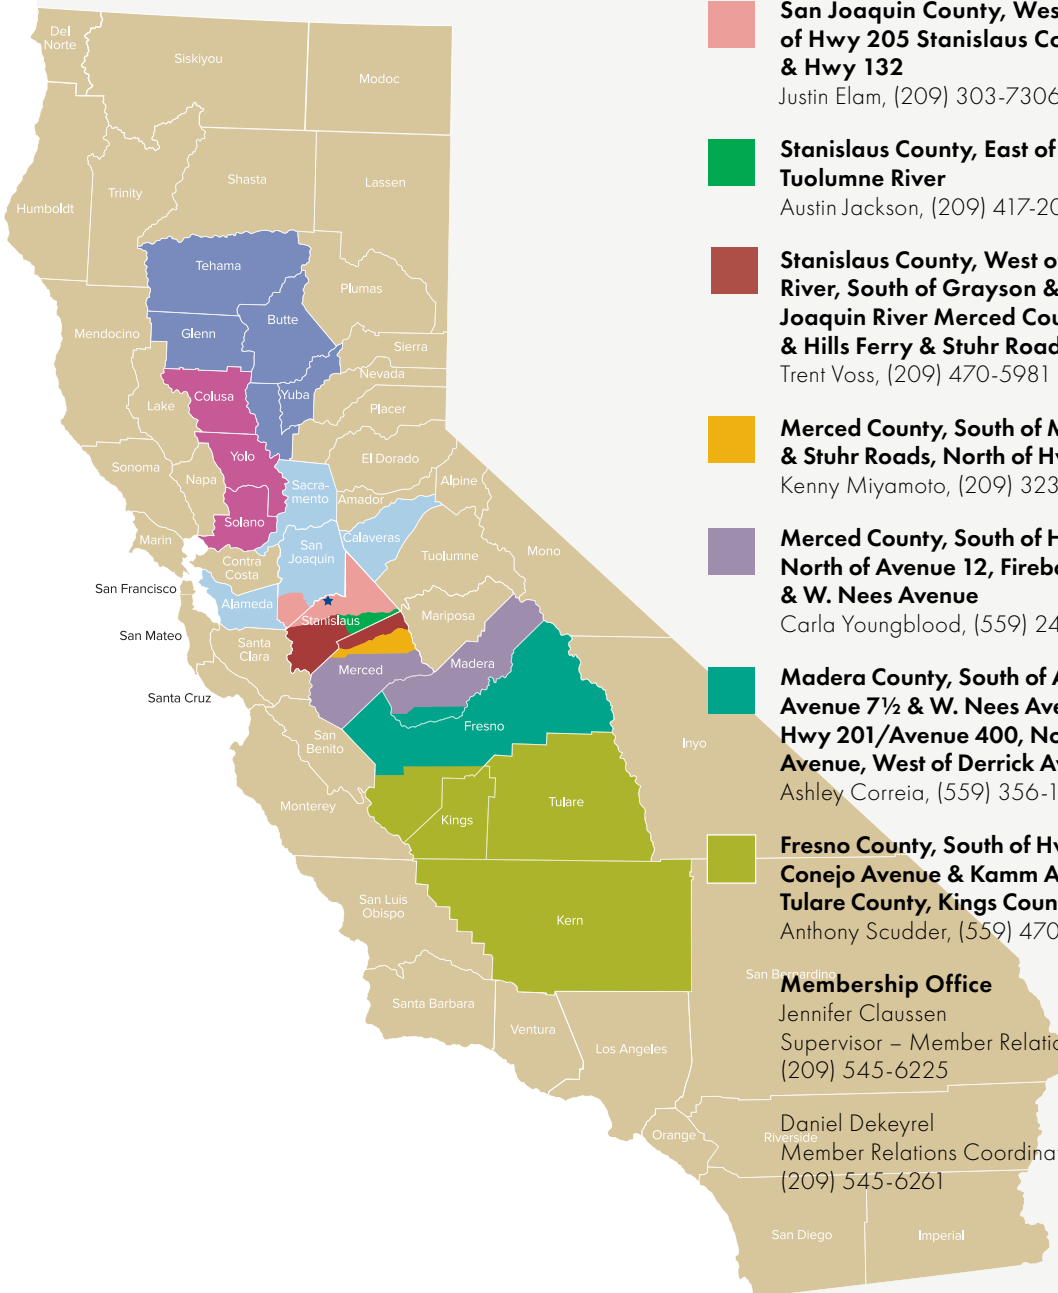 Del
Norte
Siskiyou
Modoc
Humboldt
Trinity
Shasta
Lassen
Tehama
Plumas
Mendocino
Glenn
Butte
Sierra
Nevada
Lake
Colusa
Yuba
Placer
Sonoma
Napa
Yolo
El Dorado
Sacra-
mento
Amador
Alpine
Solano
Marin
Contra
Costa
San
Joaquin
Calaveras
Tuolumne
Mono
San Francisco
Alameda
Stanislaus
Mariposa
San Mateo
Santa
Clara
Merced
Madera
Santa Cruz
San
Benito
Fresno
Inyo
Monterey
Kings
Tulare
San Luis
Obispo
Kern
San Bernardino
Santa Barbara
Ventura
Los Angeles
Orange
Riverside
San Diego
Imperial
San Joaquin County, Wes
of Hwy 205 Stanislaus Co
& Hwy 132
Justin Elam, (209) 303-7306
Stanislaus County, East of
Tuolumne River
Austin Jackson, (209) 417-20
Stanislaus County, West o
River, South of Grayson &
Joaquin River Merced Cou
& Hills Ferry & Stuhr Road
Trent Voss, (209) 470-5981
Merced County, South of M
& Stuhr Roads, North of Hw
Kenny Miyamoto, (209) 323
Merced County, South of H
North of Avenue 12, Fireba
& W. Nees Avenue
Carla Youngblood, (559) 24
Madera County, South of A
Avenue 7½ & W. Nees Ave
Hwy 201/Avenue 400, No
Avenue, West of Derrick Av
Ashley Correia, (559) 356-1
Fresno County, South of Hw
Conejo Avenue & Kamm A
Tulare County, Kings Coun
Anthony Scudder, (559) 470
Membership Office
Jennifer Claussen
Supervisor – Member Relatio
(209) 545-6225
Daniel Dekeyrel
Member Relations Coordinat
(209) 545-6261